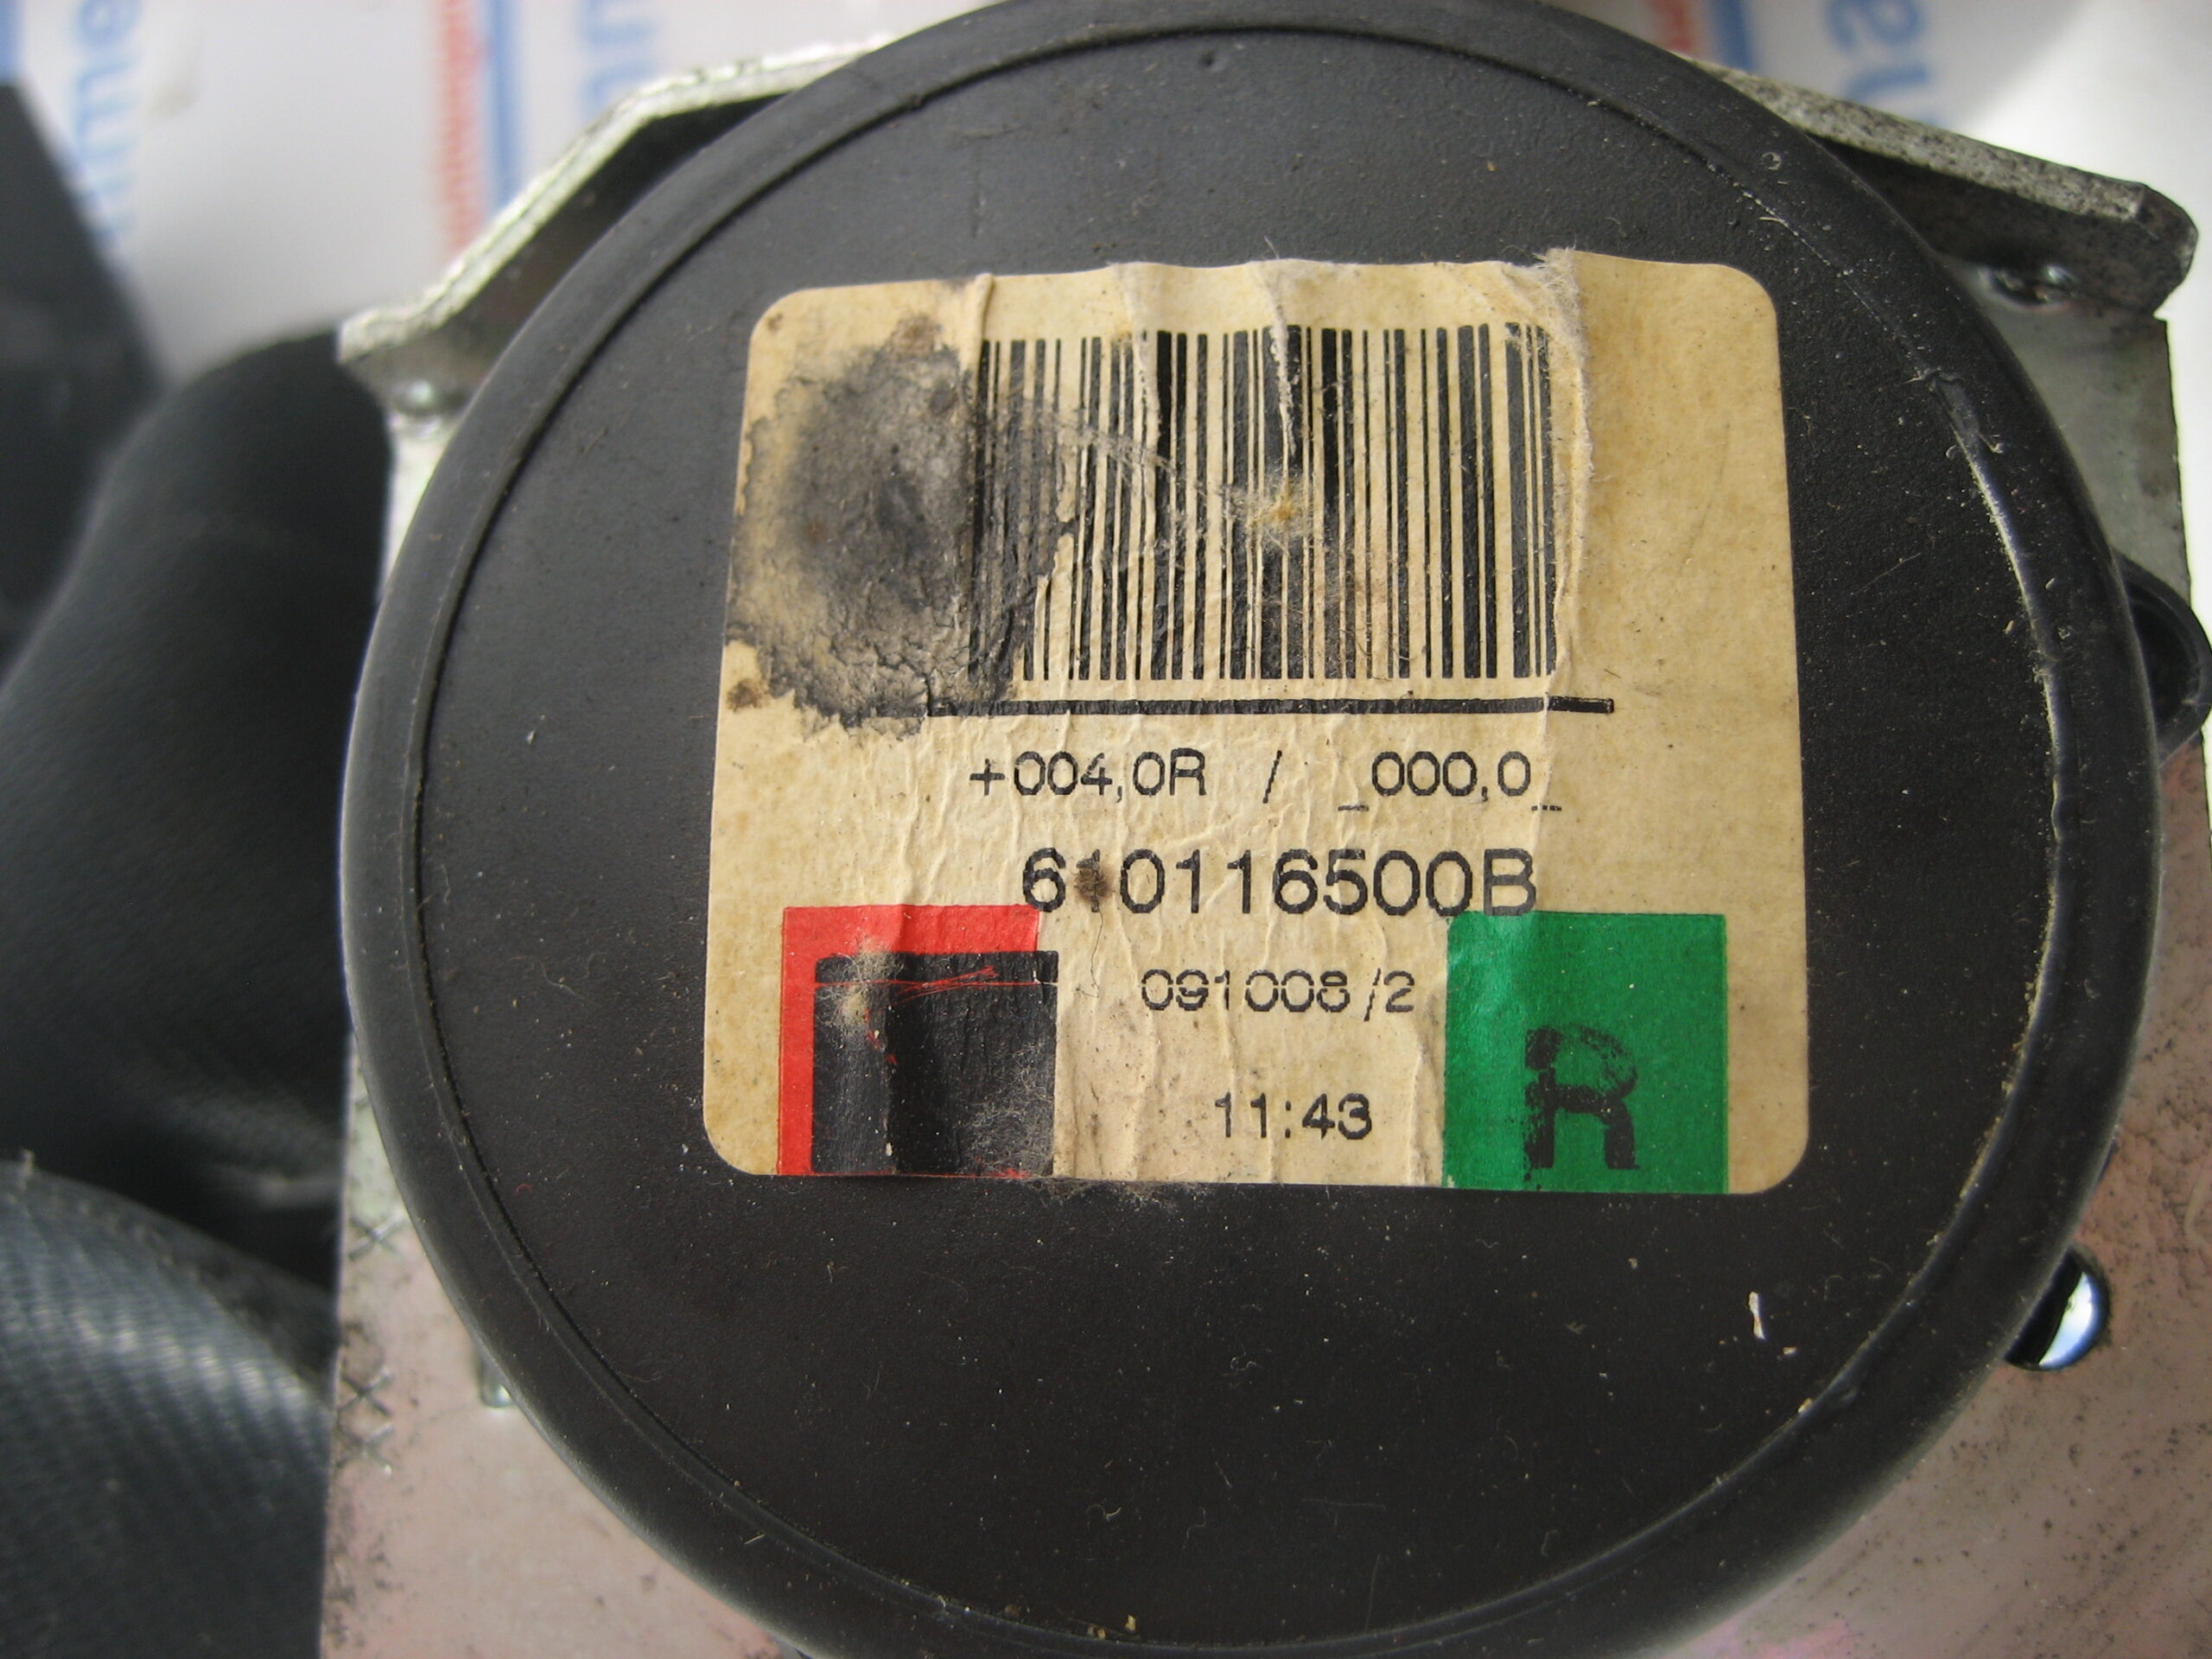 +004,0R / _000,0_
610116500B
091008/2
R
11:43